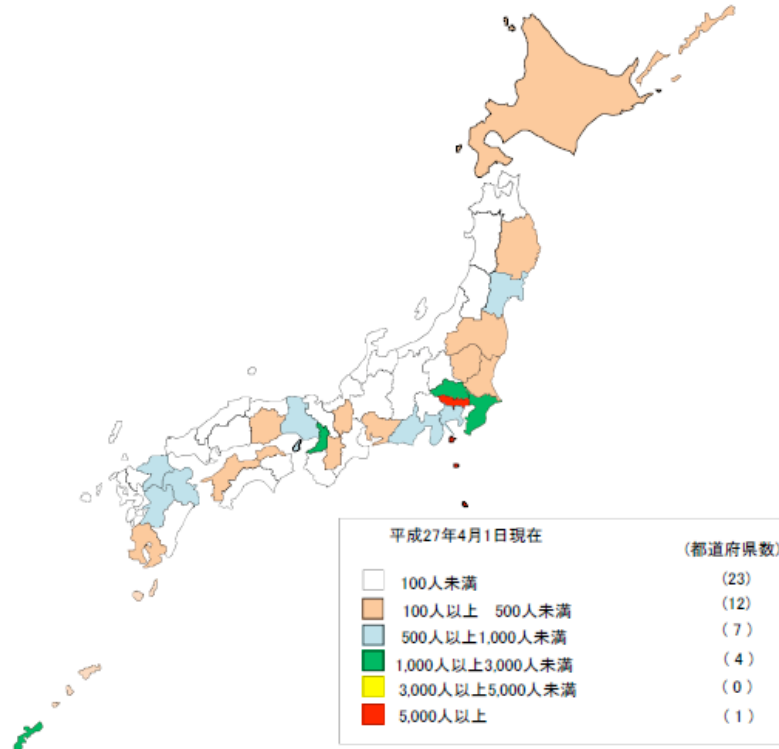 平成27年4月1日現在
(都道府県数)
100人未満 (23)
100人以上 500人未満 (12)
500人以上1,000人未満 ( 7 )
1,000人以上3,000人未満 ( 4 )
3,000人以上5,000人未満 ( 0 )
5,000人以上 ( 1 )